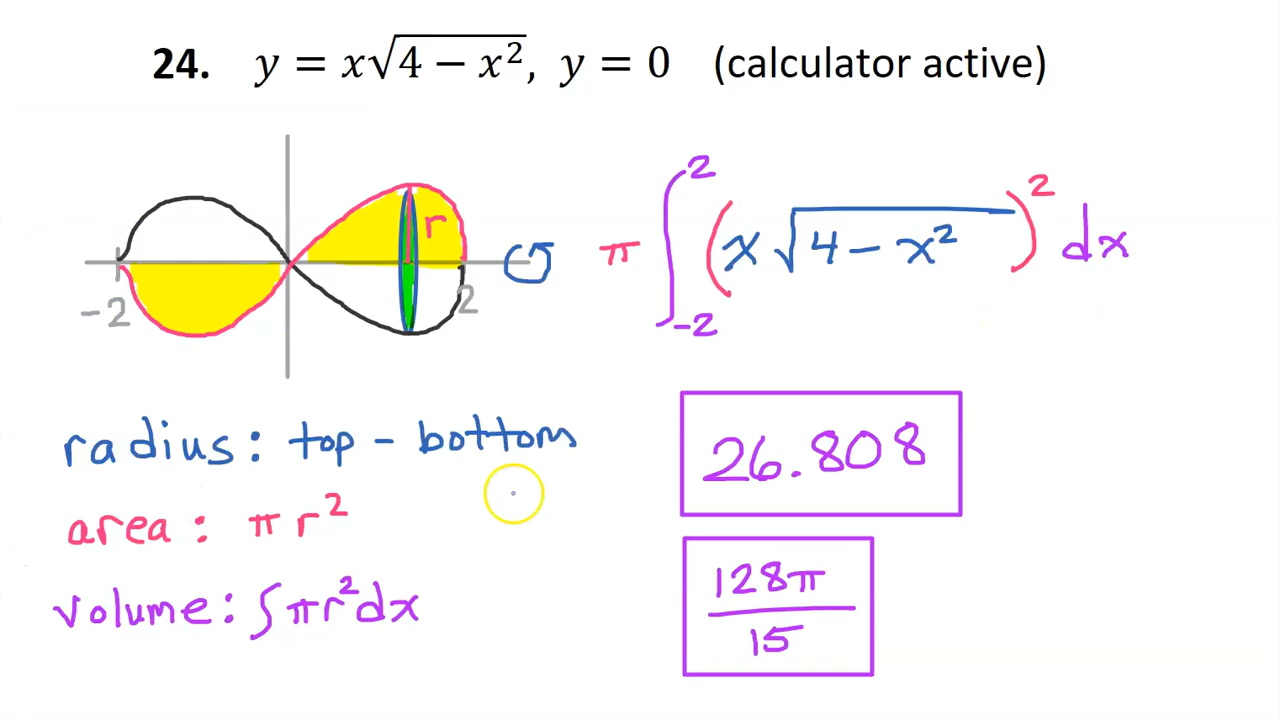 24. y = x√4 − x², y = 0 (calculator active)
r
-2
2
π ∫₋₂² (x √4 − x²)² dx
radius: top - bottom
area: πr²
volume: ∫πr²dx
26.808
128π
15